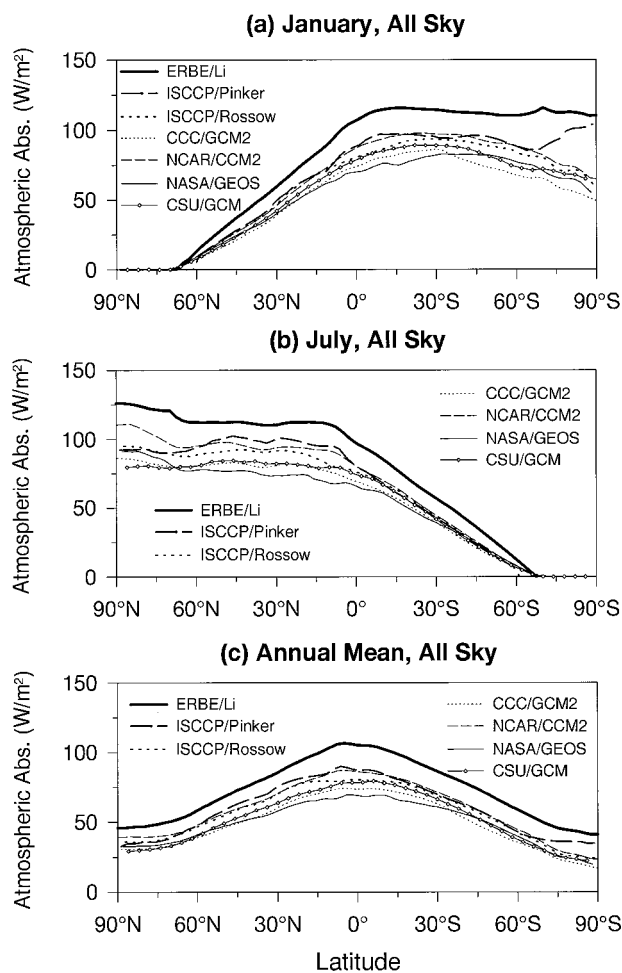 (a) January, All Sky
Atmospheric Abs. (W/m²)
150
100
50
0
ERBE/Li
ISCCP/Pinker
ISCCP/Rossow
CCC/GCM2
NCAR/CCM2
NASA/GEOS
CSU/GCM
90°N 60°N 30°N 0° 30°S 60°S 90°S
(b) July, All Sky
Atmospheric Abs. (W/m²)
150
100
50
0
CCC/GCM2
NCAR/CCM2
NASA/GEOS
CSU/GCM
ERBE/Li
ISCCP/Pinker
ISCCP/Rossow
90°N 60°N 30°N 0° 30°S 60°S 90°S
(c) Annual Mean, All Sky
Atmospheric Abs. (W/m²)
150
100
50
0
ERBE/Li
ISCCP/Pinker
ISCCP/Rossow
CCC/GCM2
NCAR/CCM2
NASA/GEOS
CSU/GCM
90°N 60°N 30°N 0° 30°S 60°S 90°S
Latitude